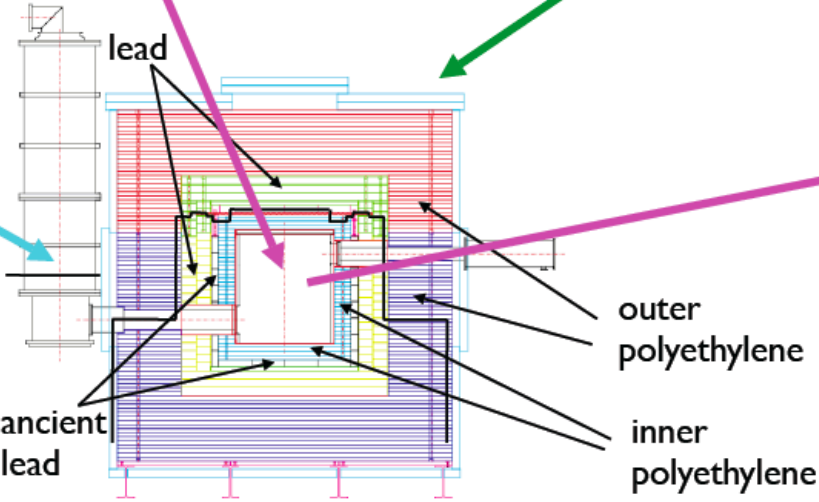 lead
outer
polyethylene
ancient
lead
inner
polyethylene